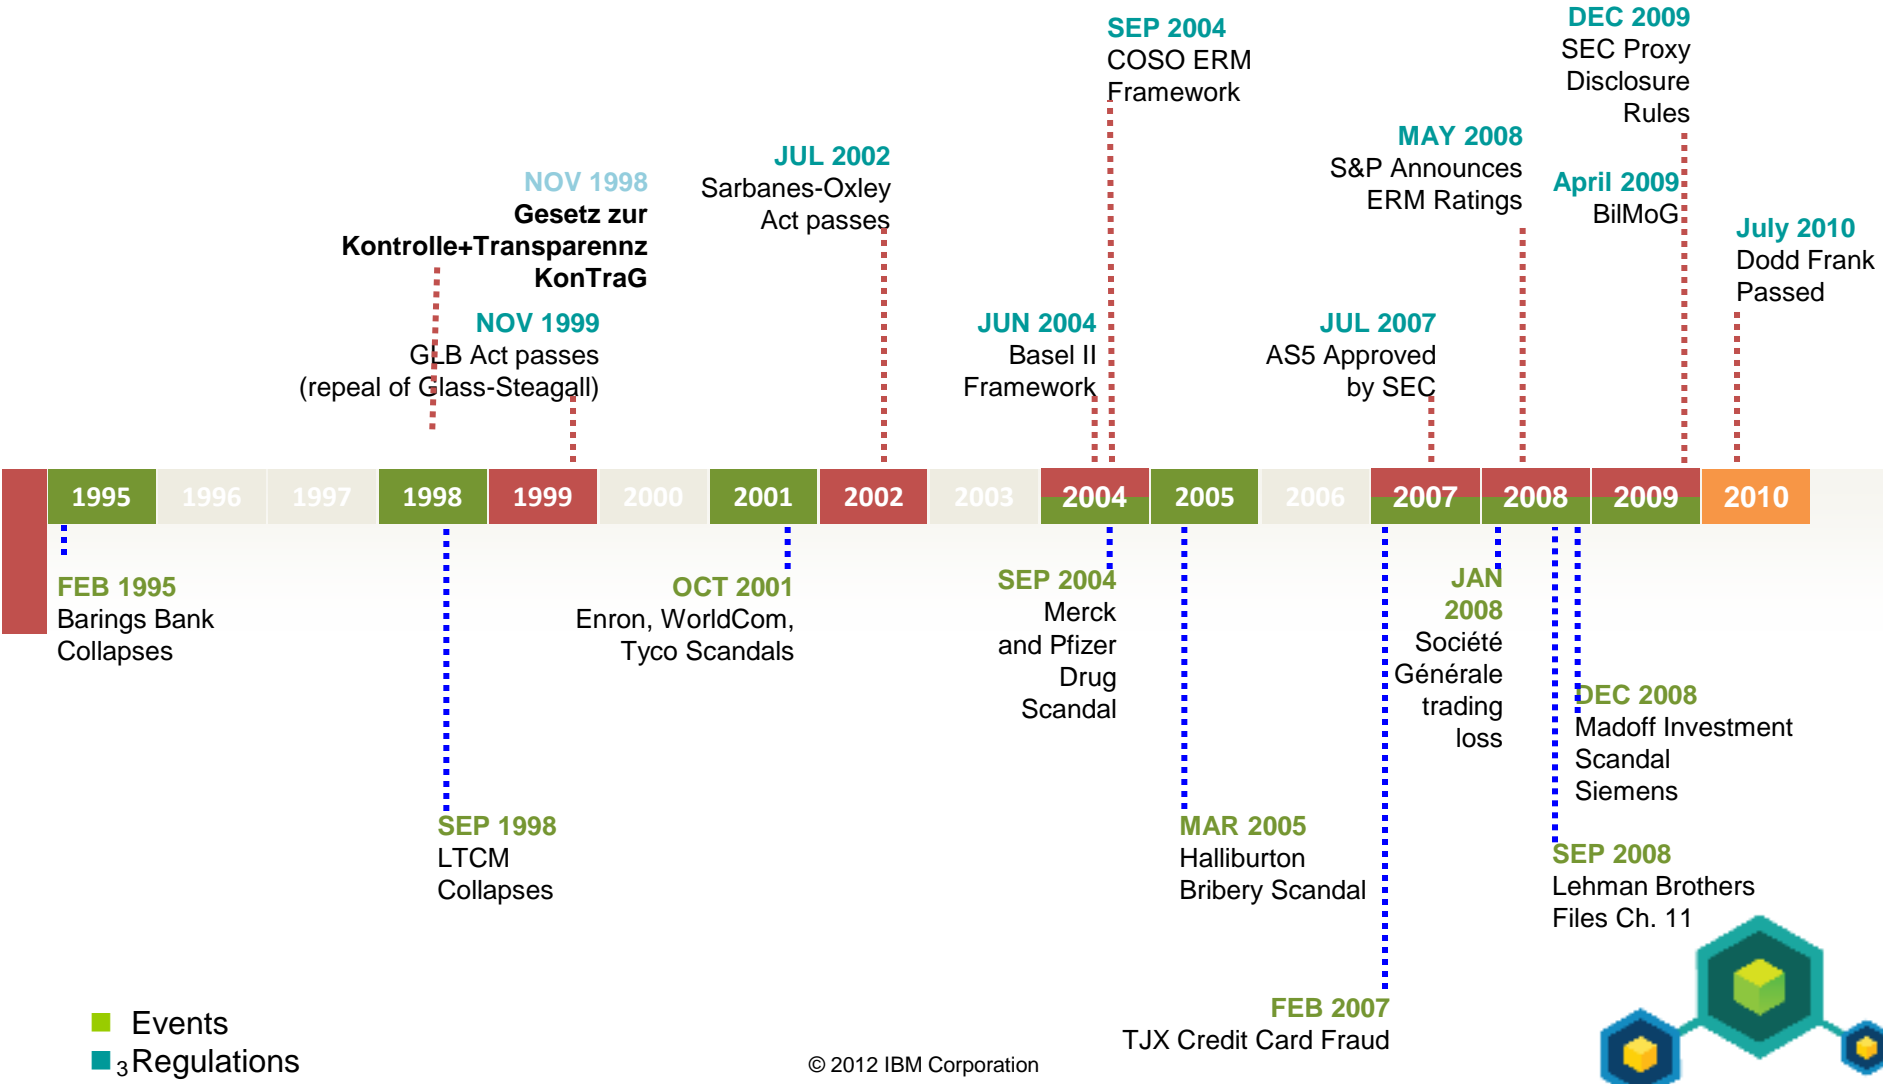 SEP 2004
COSO ERM
Framework
DEC 2009
SEC Proxy
Disclosure
Rules
MAY 2008
S&P Announces
ERM Ratings
JUL 2002
Sarbanes-Oxley
Act passes
NOV 1998
Gesetz zur
Kontrolle+Transparennz
KonTraG
April 2009
BilMoG
July 2010
Dodd Frank
Passed
NOV 1999
GLB Act passes
(repeal of Glass-Steagall)
JUN 2004
Basel II
Framework
JUL 2007
AS5 Approved
by SEC
1995 1996 1997 1998 1999 2000 2001 2002 2003 2004 2005 2006 2007 2008 2009 2010
FEB 1995
Barings Bank
Collapses
OCT 2001
Enron, WorldCom,
Tyco Scandals
SEP 2004
Merck
and Pfizer
Drug
Scandal
JAN
2008
Société
Générale
trading
loss
DEC 2008
Madoff Investment
Scandal
Siemens
SEP 1998
LTCM
Collapses
MAR 2005
Halliburton
Bribery Scandal
SEP 2008
Lehman Brothers
Files Ch. 11
FEB 2007
TJX Credit Card Fraud
Events
3 Regulations
© 2012 IBM Corporation